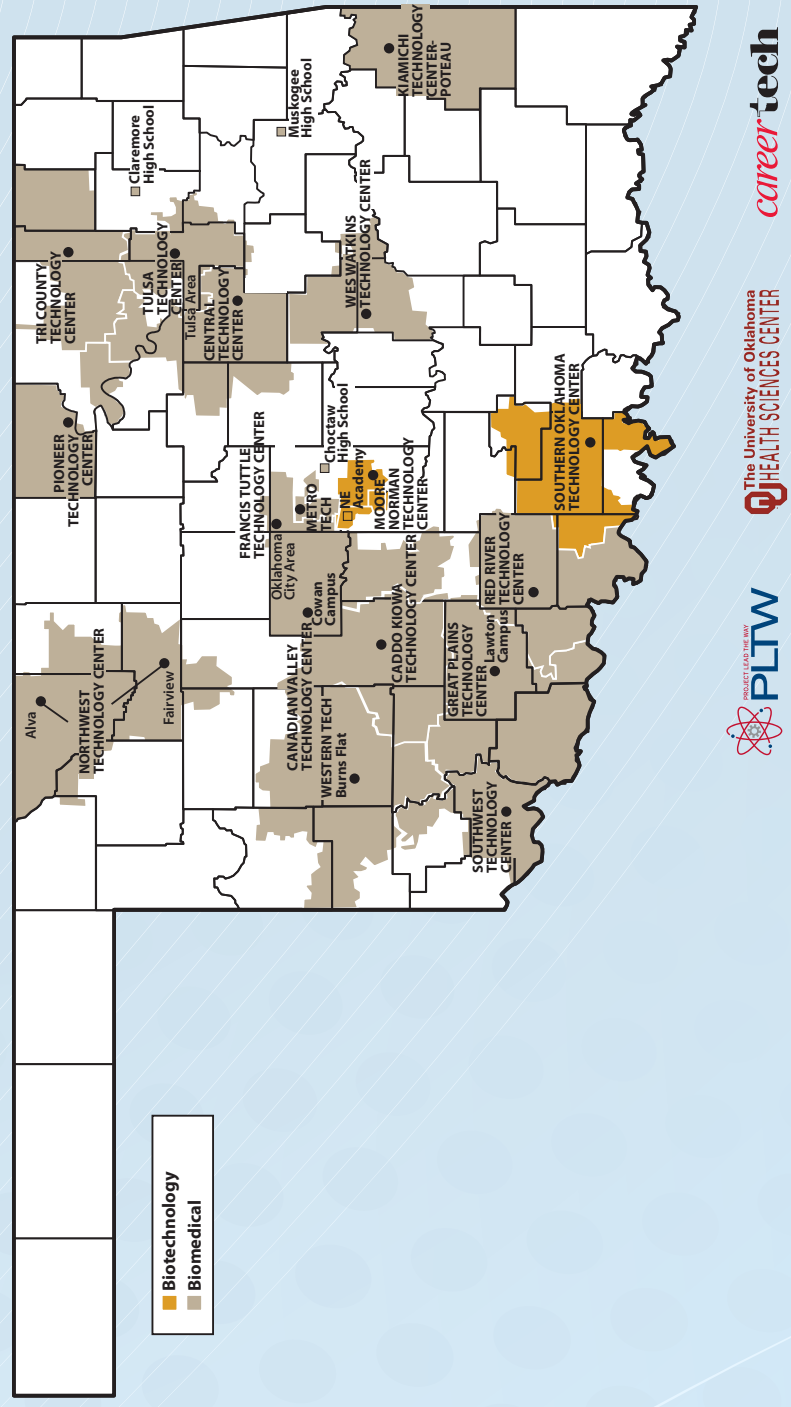 Alva
NORTHWEST
TECHNOLOGY CENTER
Fairview
PIONEER
TECHNOLOGY
CENTER
TRI COUNTY
TECHNOLOGY
CENTER
TULSA
TECHNOLOGY
CENTER
Tulsa Area
CENTRAL
TECHNOLOGY
CENTER
Claremore
High School
Muskogee
High School
FRANCIS TUTTLE
TECHNOLOGY CENTER
Oklahoma
City Area
METRO
TECH
Choctaw
High School
NE
Academy
MOORE
NORMAN
TECHNOLOGY
CENTER
WES WATKINS
TECHNOLOGY CENTER
KIAMICHI
TECHNOLOGY
CENTER-
POTEAU
CANADIAN VALLEY
TECHNOLOGY CENTER
Cowan
Campus
WESTERN TECH
Burns Flat
CADDO KIOWA
TECHNOLOGY CENTER
GREAT PLAINS
TECHNOLOGY
CENTER
Lawton
Campus
SOUTHWEST
TECHNOLOGY
CENTER
RED RIVER
TECHNOLOGY
CENTER
SOUTHERN OKLAHOMA
TECHNOLOGY CENTER
Biotechnology
Biomedical
PROJECT LEAD THE WAY
PLTW
The University of Oklahoma
HEALTH SCIENCES CENTER
careertech